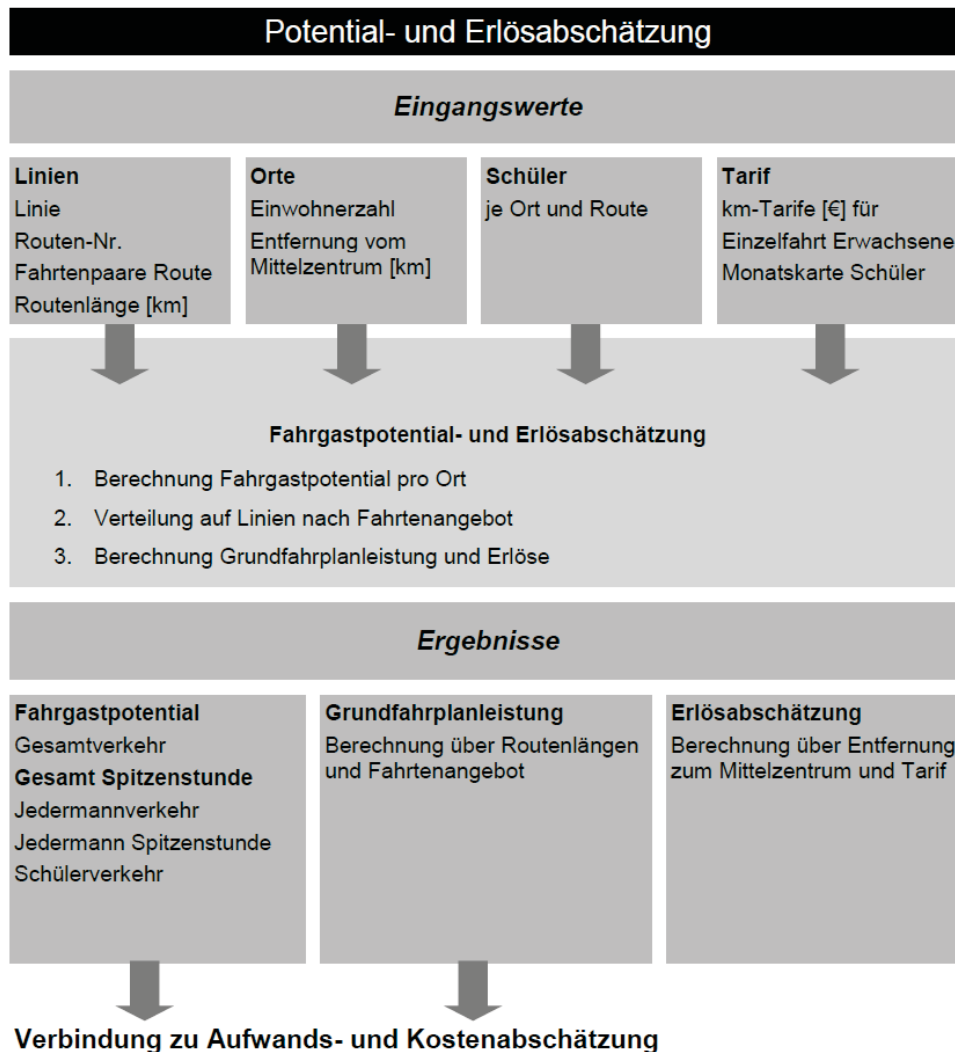 Potential- und Erlösabschätzung
Eingangswerte
Linien
Linie
Routen-Nr.
Fahrtenpaare Route
Routenlänge [km]
Orte
Einwohnerzahl
Entfernung vom
Mittelzentrum [km]
Schüler
je Ort und Route
Tarif
km-Tarife [€] für
Einzelfahrt Erwachsene
Monatskarte Schüler
Fahrgastpotential- und Erlösabschätzung
1. Berechnung Fahrgastpotential pro Ort
2. Verteilung auf Linien nach Fahrtenangebot
3. Berechnung Grundfahrplanleistung und Erlöse
Ergebnisse
Fahrgastpotential
Gesamtverkehr
Gesamt Spitzenstunde
Jedermannverkehr
Jedermann Spitzenstunde
Schülerverkehr
Grundfahrplanleistung
Berechnung über Routenlängen
und Fahrtenangebot
Erlösabschätzung
Berechnung über Entfernung
zum Mittelzentrum und Tarif
Verbindung zu Aufwands- und Kostenabschätzung